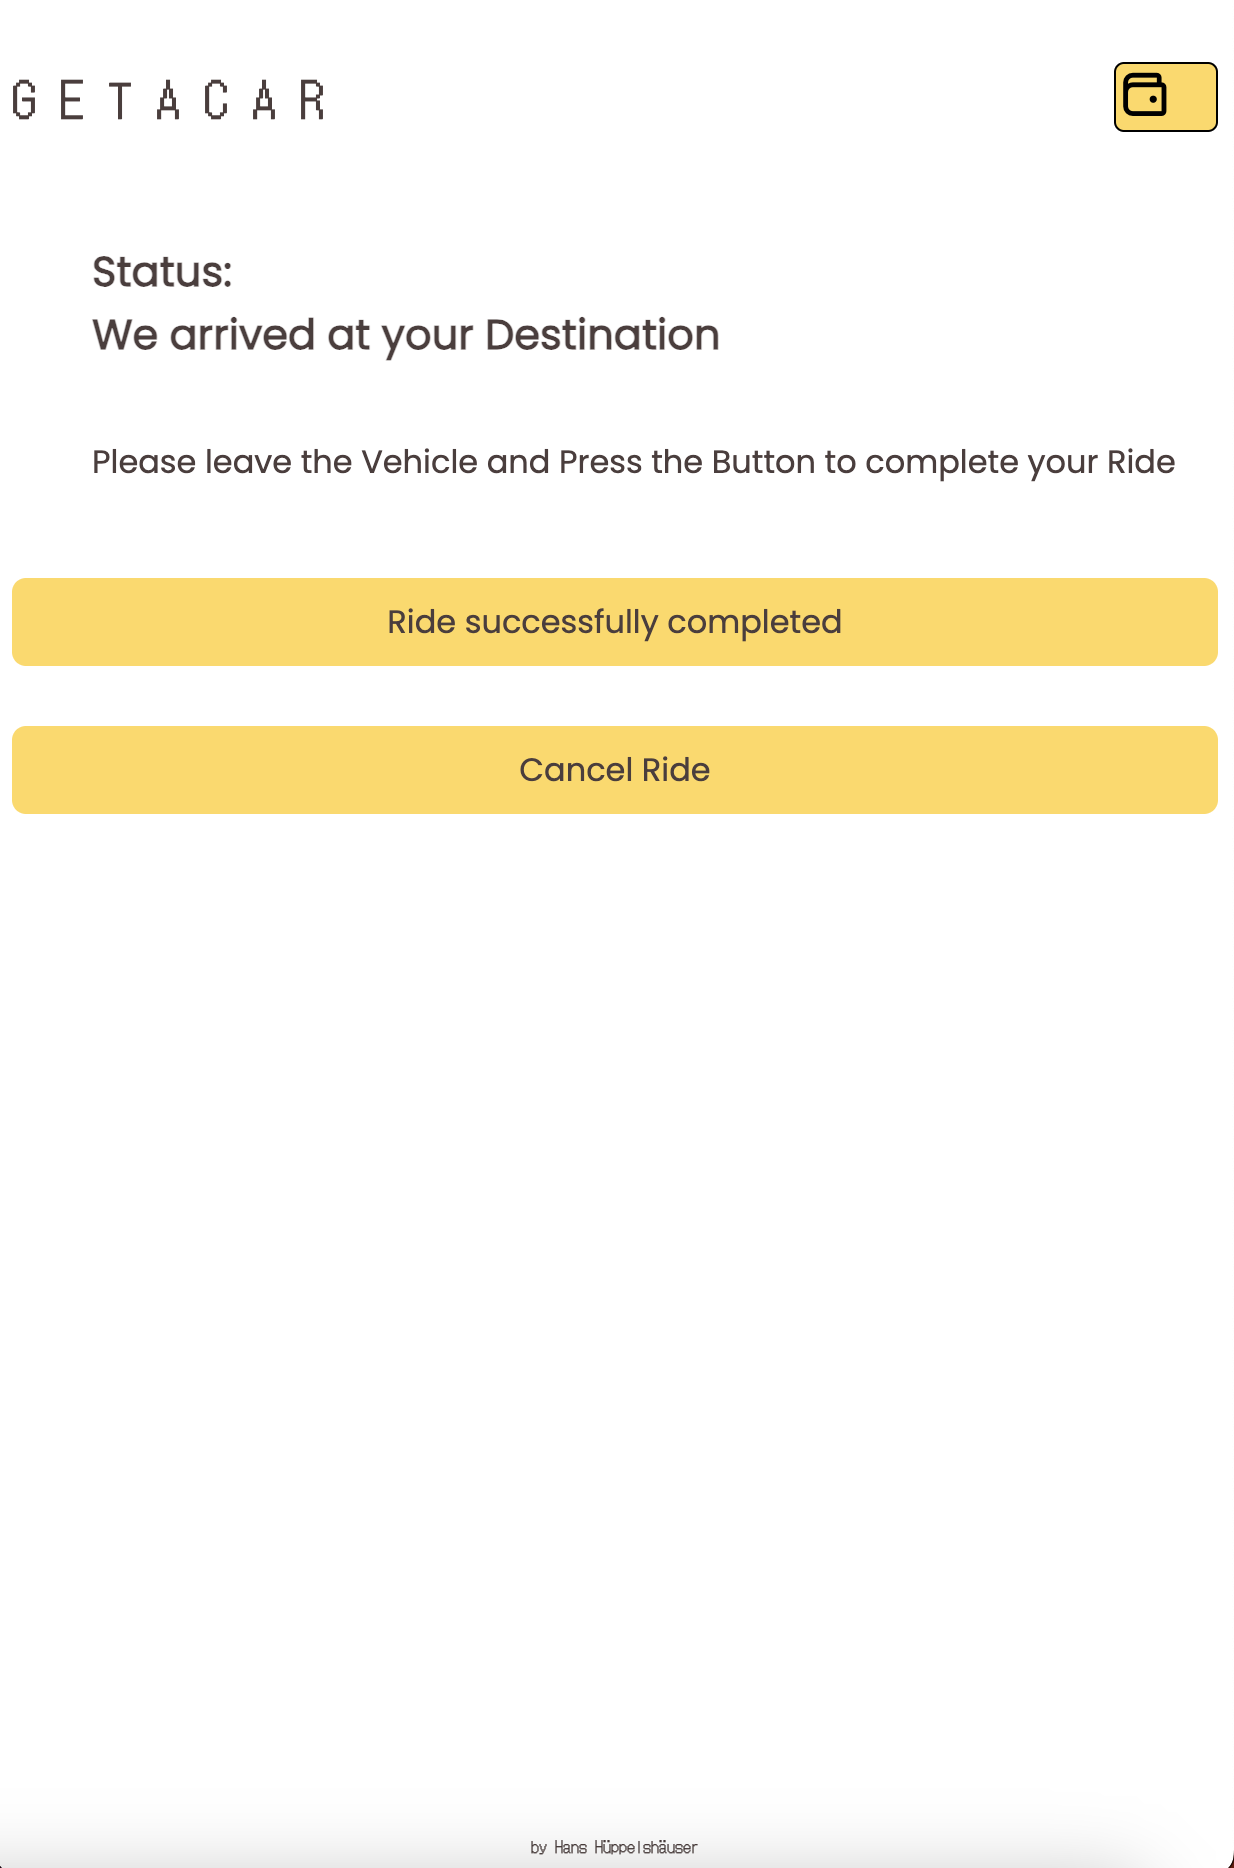 GETACAR
Status:
We arrived at your Destination
Please leave the Vehicle and Press the Button to complete your Ride
Ride successfully completed
Cancel Ride
by Hans Hüppelshäuser